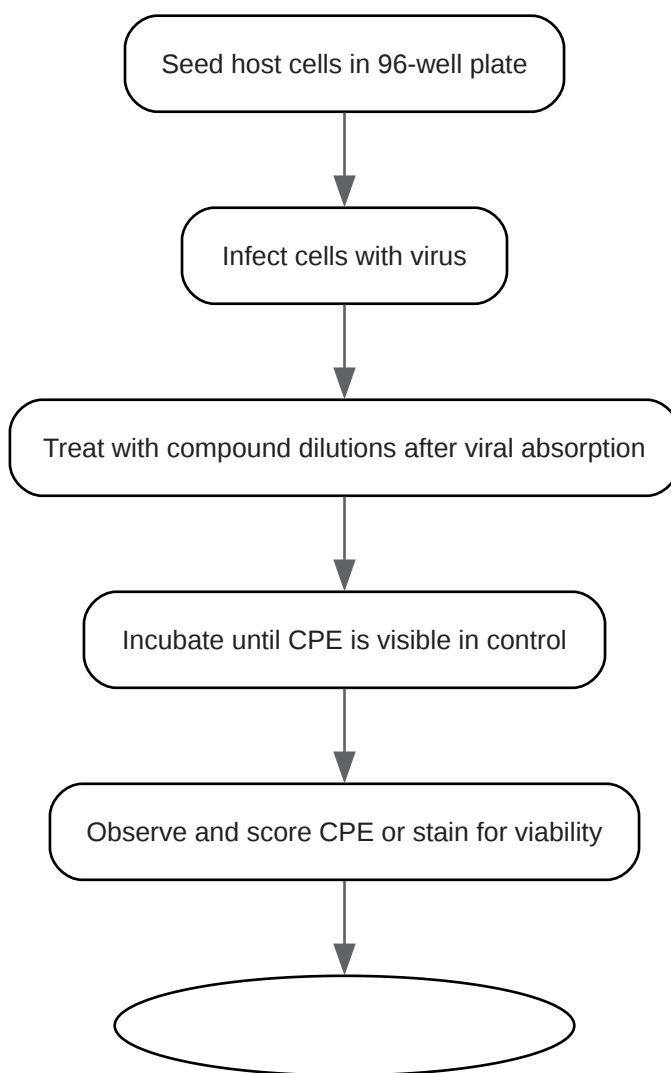 Seed host cells in 96-well plate
Infect cells with virus
Treat with compound dilutions after viral absorption
Incubate until CPE is visible in control
Observe and score CPE or stain for viability